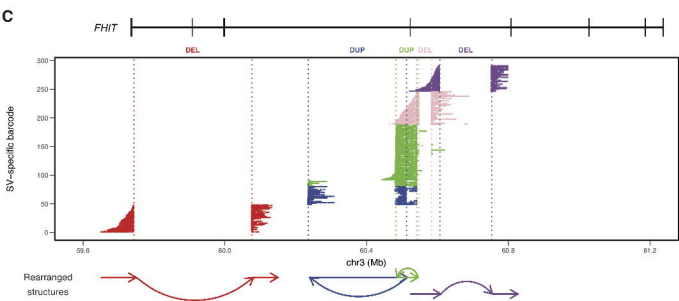 C
FHIT
DEL DUP DUP DEL DEL
300
250
200
150
100
50
0
SV-specific barcode
59.6 60.0 60.4 60.8 61.2
chr3 (Mb)
Rearranged
structures